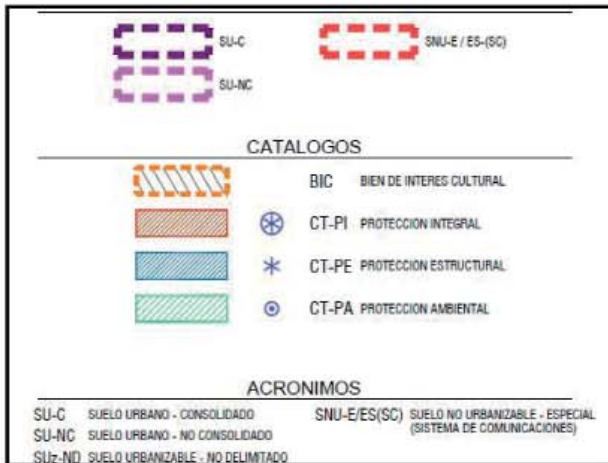 SU-C
SNU-E / ES-(SC)
SU-NC
CATALOGOS
BIC BIEN DE INTERES CULTURAL
CT-PI PROTECCION INTEGRAL
CT-PE PROTECCION ESTRUCTURAL
CT-PA PROTECCION AMBIENTAL
ACRONIMOS
SU-C SUELO URBANO - CONSOLIDADO
SU-NC SUELO URBANO - NO CONSOLIDADO
SUz-ND SUELO URBANIZABLE - NO DELIMITADO
SNU-E/ES(SC) SUELO NO URBANIZABLE - ESPECIAL
(SISTEMA DE COMUNICACIONES)